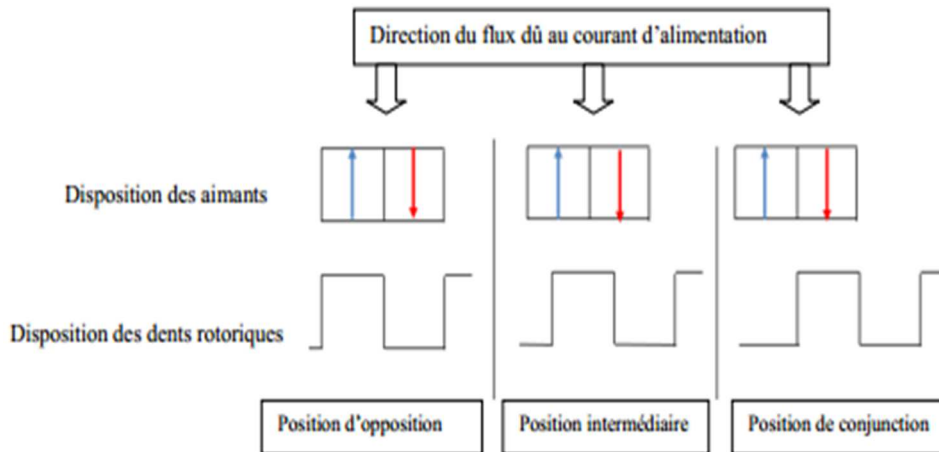 Direction du flux dû au courant d'alimentation
Disposition des aimants
Disposition des dents rotoriques
Position d'opposition
Position intermédiaire
Position de conjunction